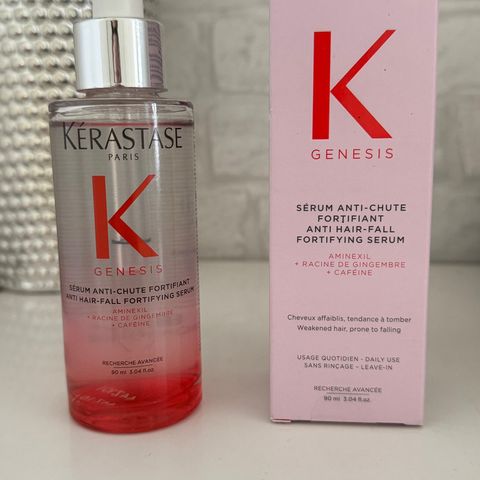 KÉRASTASE
PARIS
K
GENESIS
SÉRUM ANTI-CHUTE FORTIFIANT
ANTI HAIR-FALL FORTIFYING SERUM
AMINEXIL
+ RACINE DE GINGEMBRE
+ CAFÉINE
RECHERCHE AVANCÉE
90 ml 3.04 fl.oz.
K
GENESIS
SÉRUM ANTI-CHUTE
FORTIFIANT
ANTI HAIR-FALL
FORTIFYING SERUM
AMINEXIL
+ RACINE DE GINGEMBRE
+ CAFÉINE
Cheveux affaiblis, tendance à tomber
Weakened hair, prone to falling
USAGE QUOTIDIEN - DAILY USE
SANS RINÇAGE - LEAVE-IN
RECHERCHE AVANCÉE
90 ml 3.04 fl.oz.